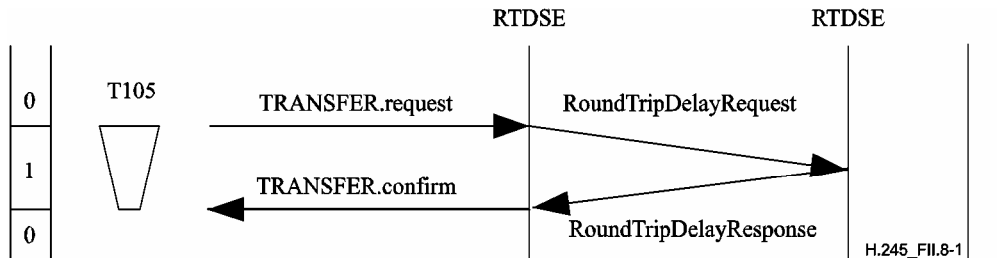 RTDSE RTDSE
T105
0
TRANSFER.request RoundTripDelayRequest
1
TRANSFER.confirm
RoundTripDelayResponse
0
H.245_FII.8-1